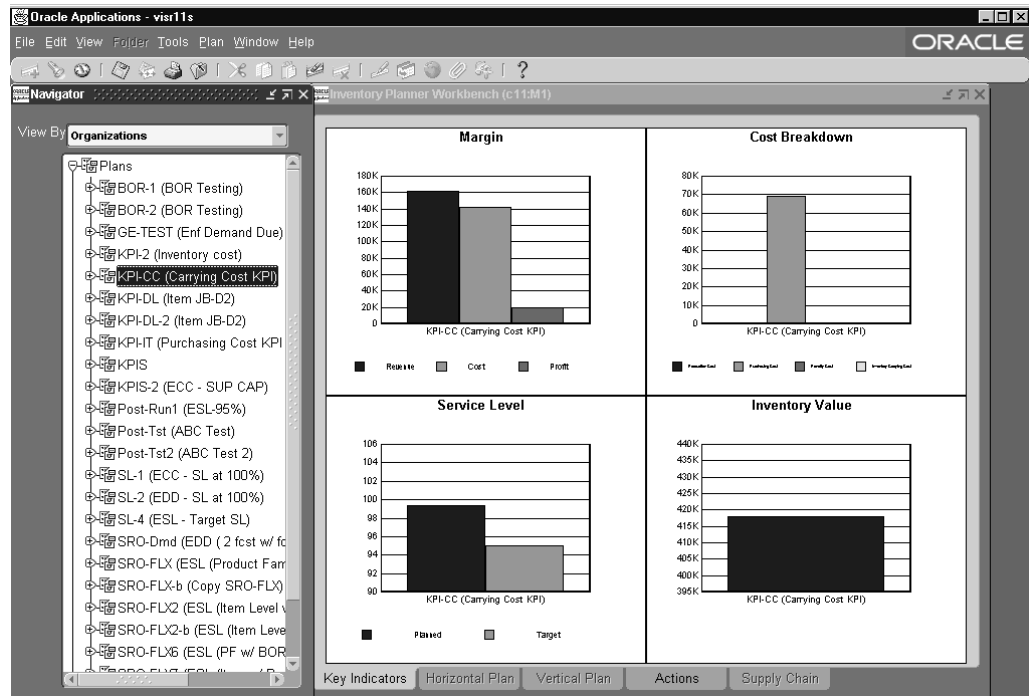 Oracle Applications - visr11s
File Edit View Folder Tools Plan Window Help
ORACLE
?
Navigator
View By Organizations
Plans
BOR-1 (BOR Testing)
BOR-2 (BOR Testing)
GE-TEST (Enf Demand Due)
KPI-2 (Inventory cost)
KPI-CC (Carrying Cost KPI)
KPI-DL (Item JB-D2)
KPI-DL-2 (Item JB-D2)
KPI-IT (Purchasing Cost KPI
KPIS
KPIS-2 (ECC - SUP CAP)
Post-Run1 (ESL-95%)
Post-Tst (ABC Test)
Post-Tst2 (ABC Test 2)
SL-1 (ECC - SL at 100%)
SL-2 (EDD - SL at 100%)
SL-4 (ESL - Target SL)
SRO-Dmd (EDD ( 2 fcst w/ fc
SRO-FLX (ESL (Product Fam
SRO-FLX-b (Copy SRO-FLX)
SRO-FLX2 (ESL (Item Level v
SRO-FLX2-b (ESL (Item Leve
SRO-FLX6 (ESL (PF w/ BOR
Inventory Planner Workbench (c11:M1)
Margin
180K
160K
140K
120K
100K
80K
60K
40K
20K
0
KPI-CC (Carrying Cost KPI)
Revenue Cost Profit
Cost Breakdown
80K
70K
60K
50K
40K
30K
20K
10K
0
KPI-CC (Carrying Cost KPI)
Production Cost Purchasing Cost Penalty Cost Inventory Carrying Cost
Service Level
106
104
102
100
98
96
94
92
90
KPI-CC (Carrying Cost KPI)
Planned Target
Inventory Value
440K
435K
430K
425K
420K
415K
410K
405K
400K
395K
KPI-CC (Carrying Cost KPI)
Key Indicators Horizontal Plan Vertical Plan Actions Supply Chain